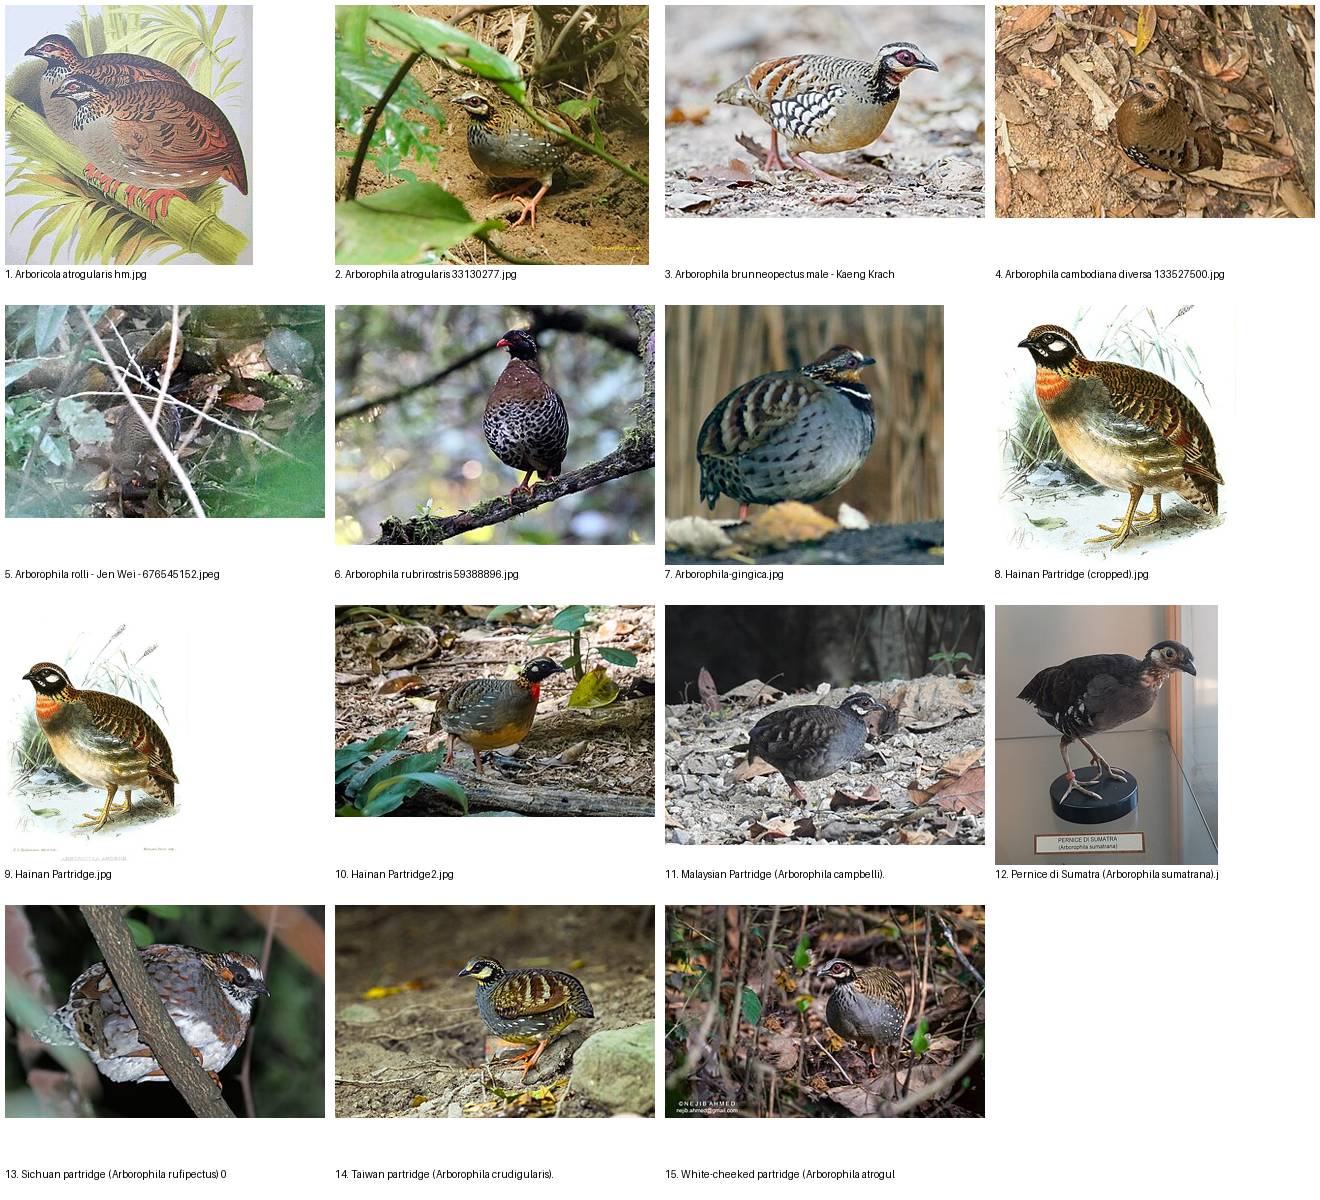 1. Arboricola atrogularis hm.jpg
2. Arborophila atrogularis 33130277.jpg
3. Arborophila brunneopectus male - Kaeng Krach
4. Arborophila cambodiana diversa 133527500.jpg
5. Arborophila rolli - Jen Wei - 676545152.jpeg
6. Arborophila rubrirostris 59388896.jpg
7. Arborophila-gingica.jpg
8. Hainan Partridge (cropped).jpg
9. Hainan Partridge.jpg
10. Hainan Partridge2.jpg
11. Malaysian Partridge (Arborophila campbelli).
PERNICE DI SUMATRA
(Arborophila sumatrana)
12. Pernice di Sumatra (Arborophila sumatrana).j
13. Sichuan partridge (Arborophila rufipectus) 0
14. Taiwan partridge (Arborophila crudigularis).
© NEJIB AHMED
nejib.ahmed@gmail.com
15. White-cheeked partridge (Arborophila atrogul